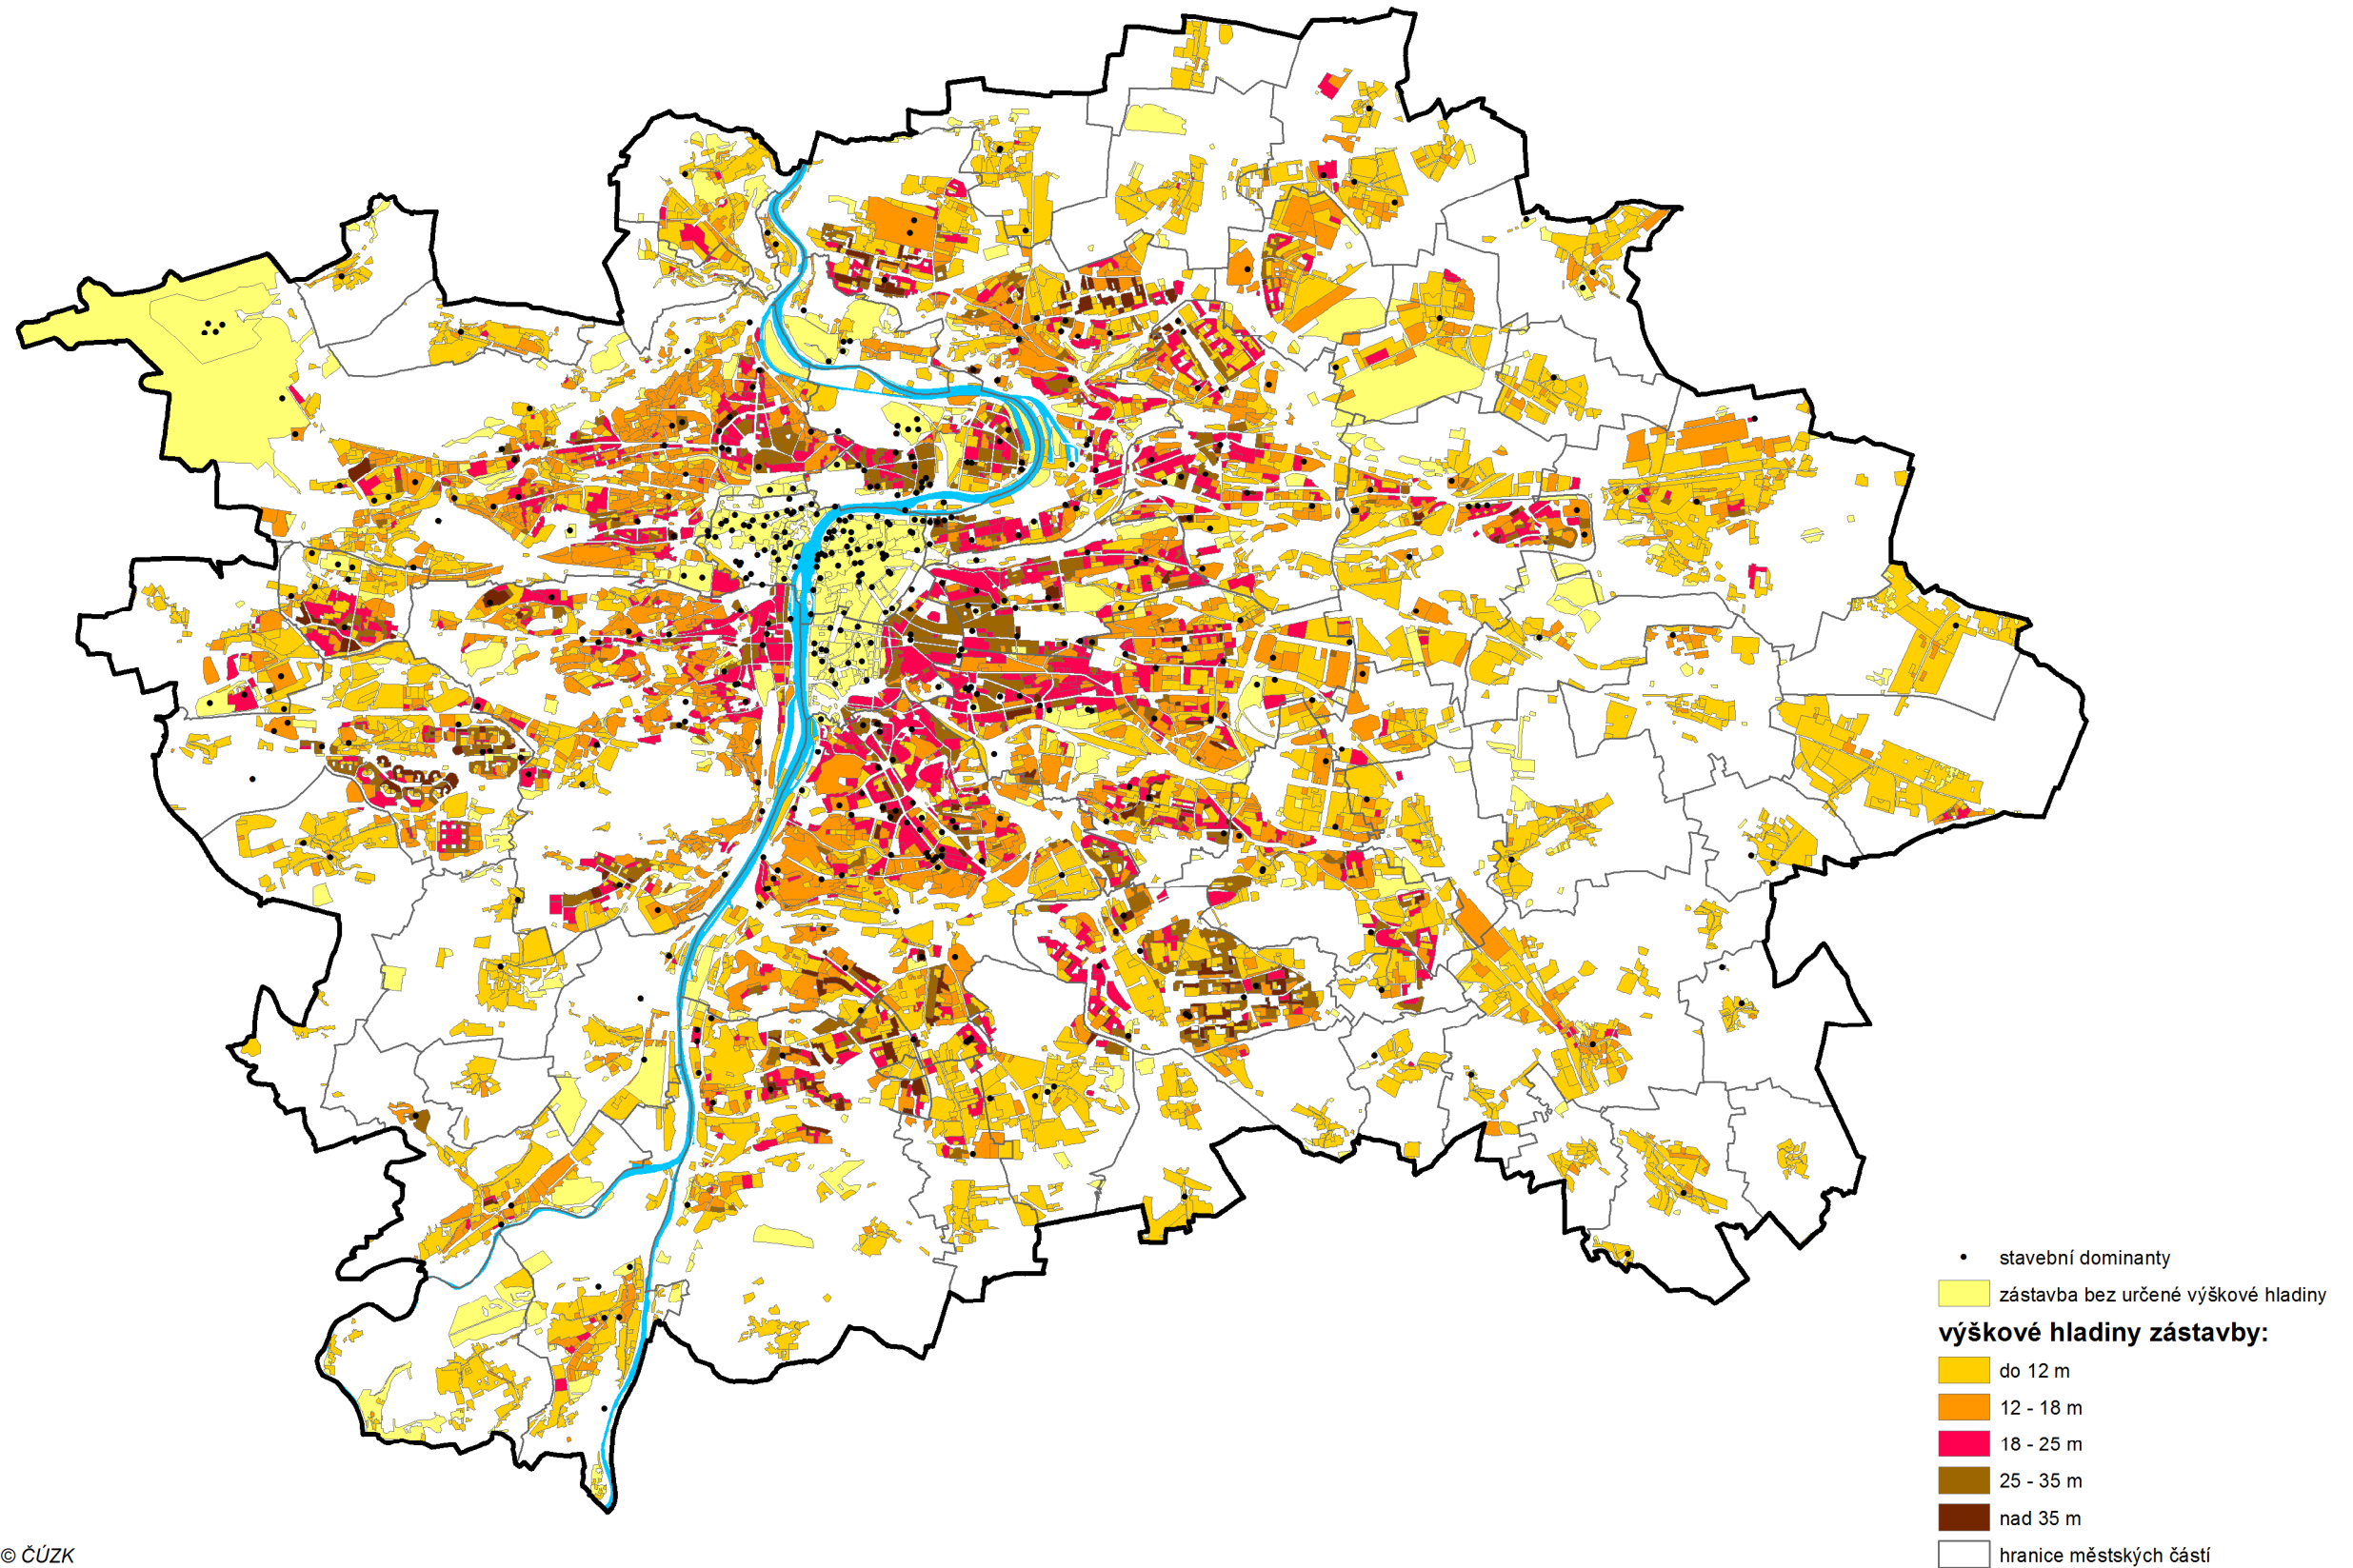 stavební dominanty
zástavba bez určené výškové hladiny
výškové hladiny zástavby:
do 12 m
12 - 18 m
18 - 25 m
25 - 35 m
nad 35 m
hranice městských částí
© ČÚZK